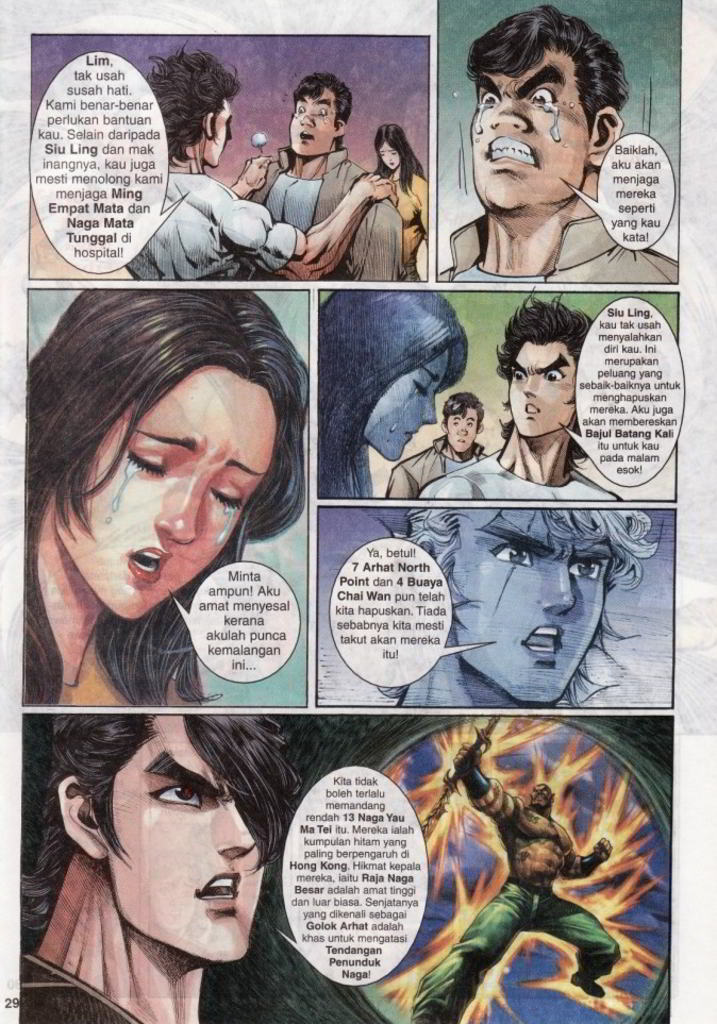 Lim,
tak usah
susah hati.
Kami benar-benar
perlukan bantuan
kau. Selain daripada
Siu Ling dan mak
inangnya, kau juga
mesti menolong kami
menjaga Ming
Empat Mata dan
Naga Mata
Tunggal di
hospital!
Baiklah,
aku akan
menjaga
mereka
seperti
yang kau
kata!
Minta
ampun! Aku
amat menyesal
kerana
akulah punca
kemalangan
ini...
Siu Ling,
kau tak usah
menyalahkan
diri kau. Ini
merupakan
peluang yang
sebaik-baiknya untuk
menghapuskan
mereka. Aku juga
akan membereskan
Bajul Batang Kali
itu untuk kau
pada malam
esok!
Ya, betul!
7 Arhat North
Point dan 4 Buaya
Chai Wan pun telah
kita hapuskan. Tiada
sebabnya kita mesti
takut akan mereka
itu!
Kita tidak
boleh terlalu
memandang
rendah 13 Naga Yau
Ma Tei itu. Mereka ialah
kumpulan hitam yang
paling berpengaruh di
Hong Kong. Hikmat kepala
mereka, iaitu Raja Naga
Besar adalah amat tinggi
dan luar biasa. Senjatanya
yang dikenali sebagai
Golok Arhat adalah
khas untuk mengatasi
Tendangan
Penunduk
Naga!
29